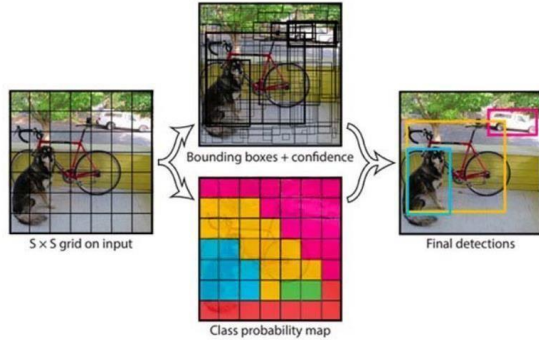 Bounding boxes + confidence
S × S grid on input
Final detections
Class probability map